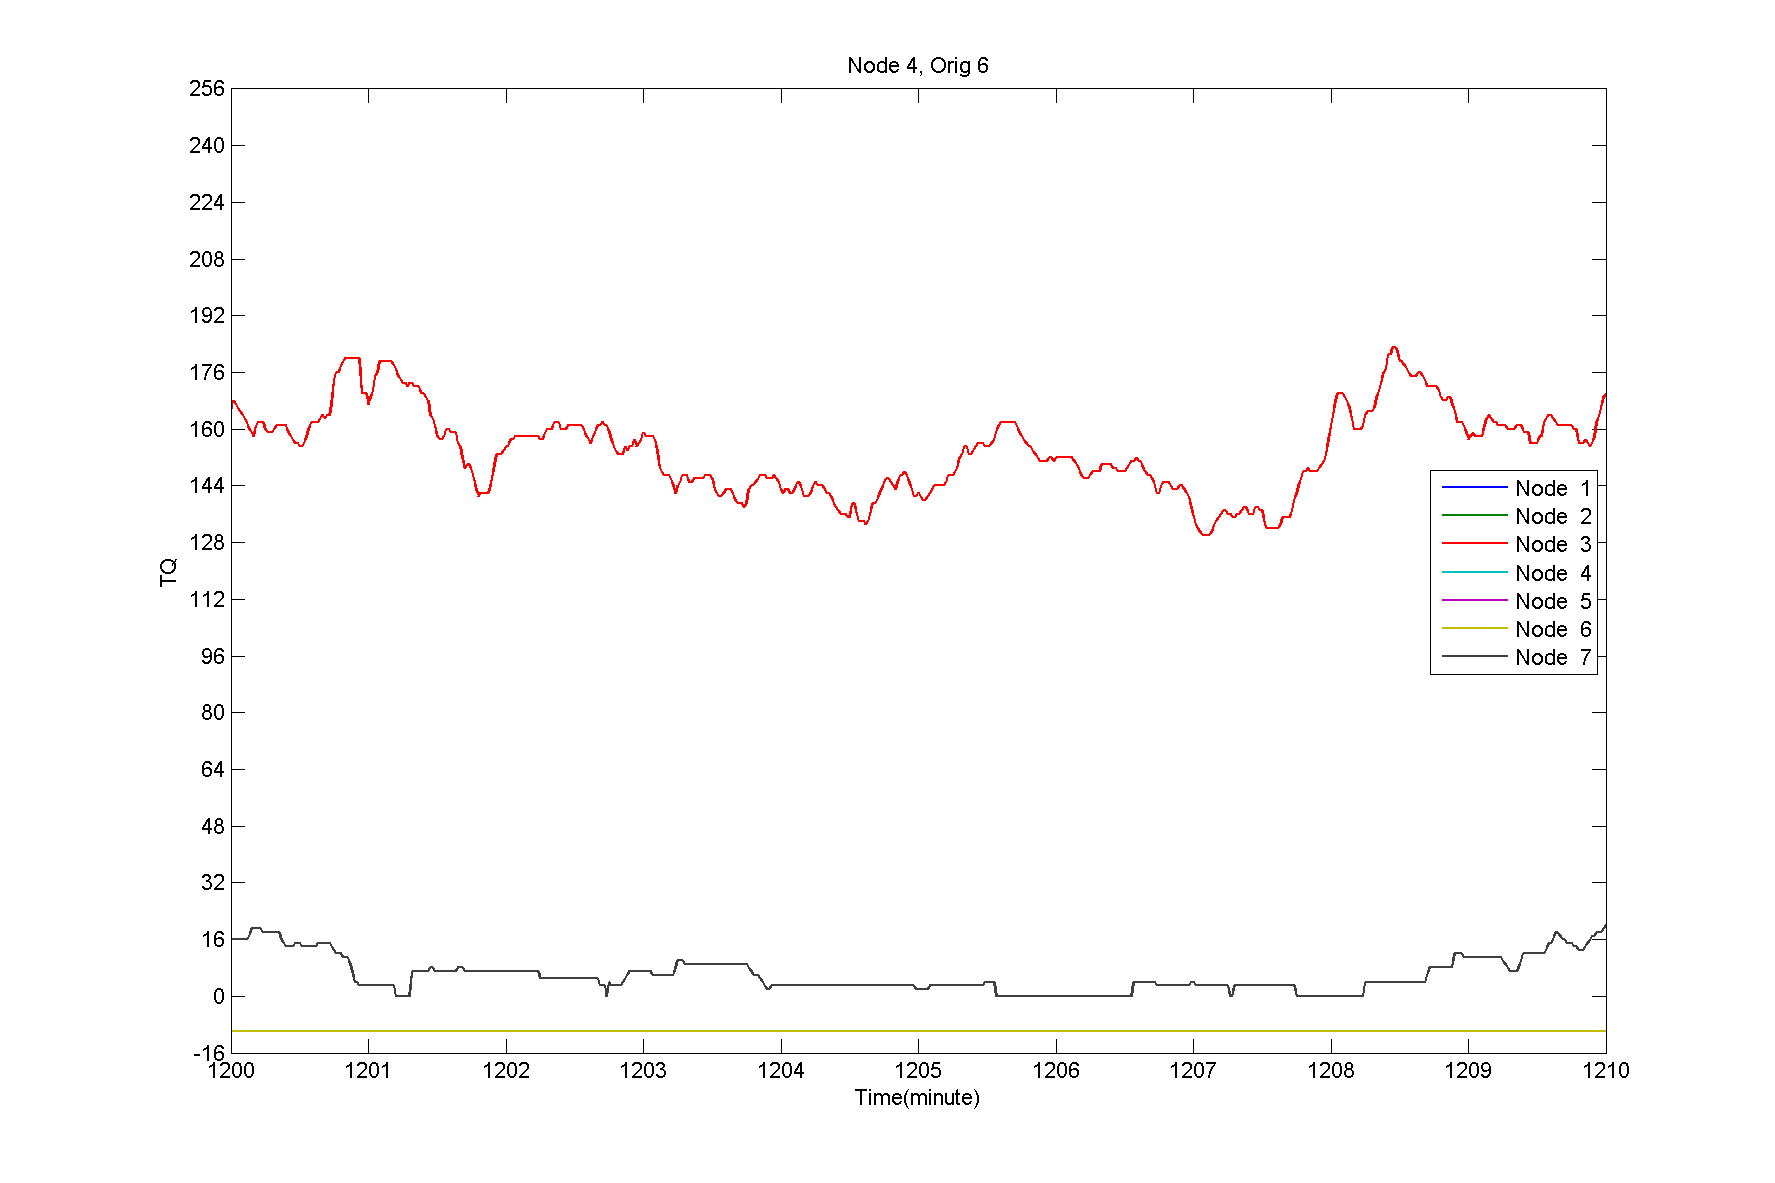 Node 4, Orig 6
256
240
224
208
192
176
160
144
128
112
96
80
64
48
32
16
0
-16
TQ
Node 1
Node 2
Node 3
Node 4
Node 5
Node 6
Node 7
1200 1201 1202 1203 1204 1205 1206 1207 1208 1209 1210
Time(minute)